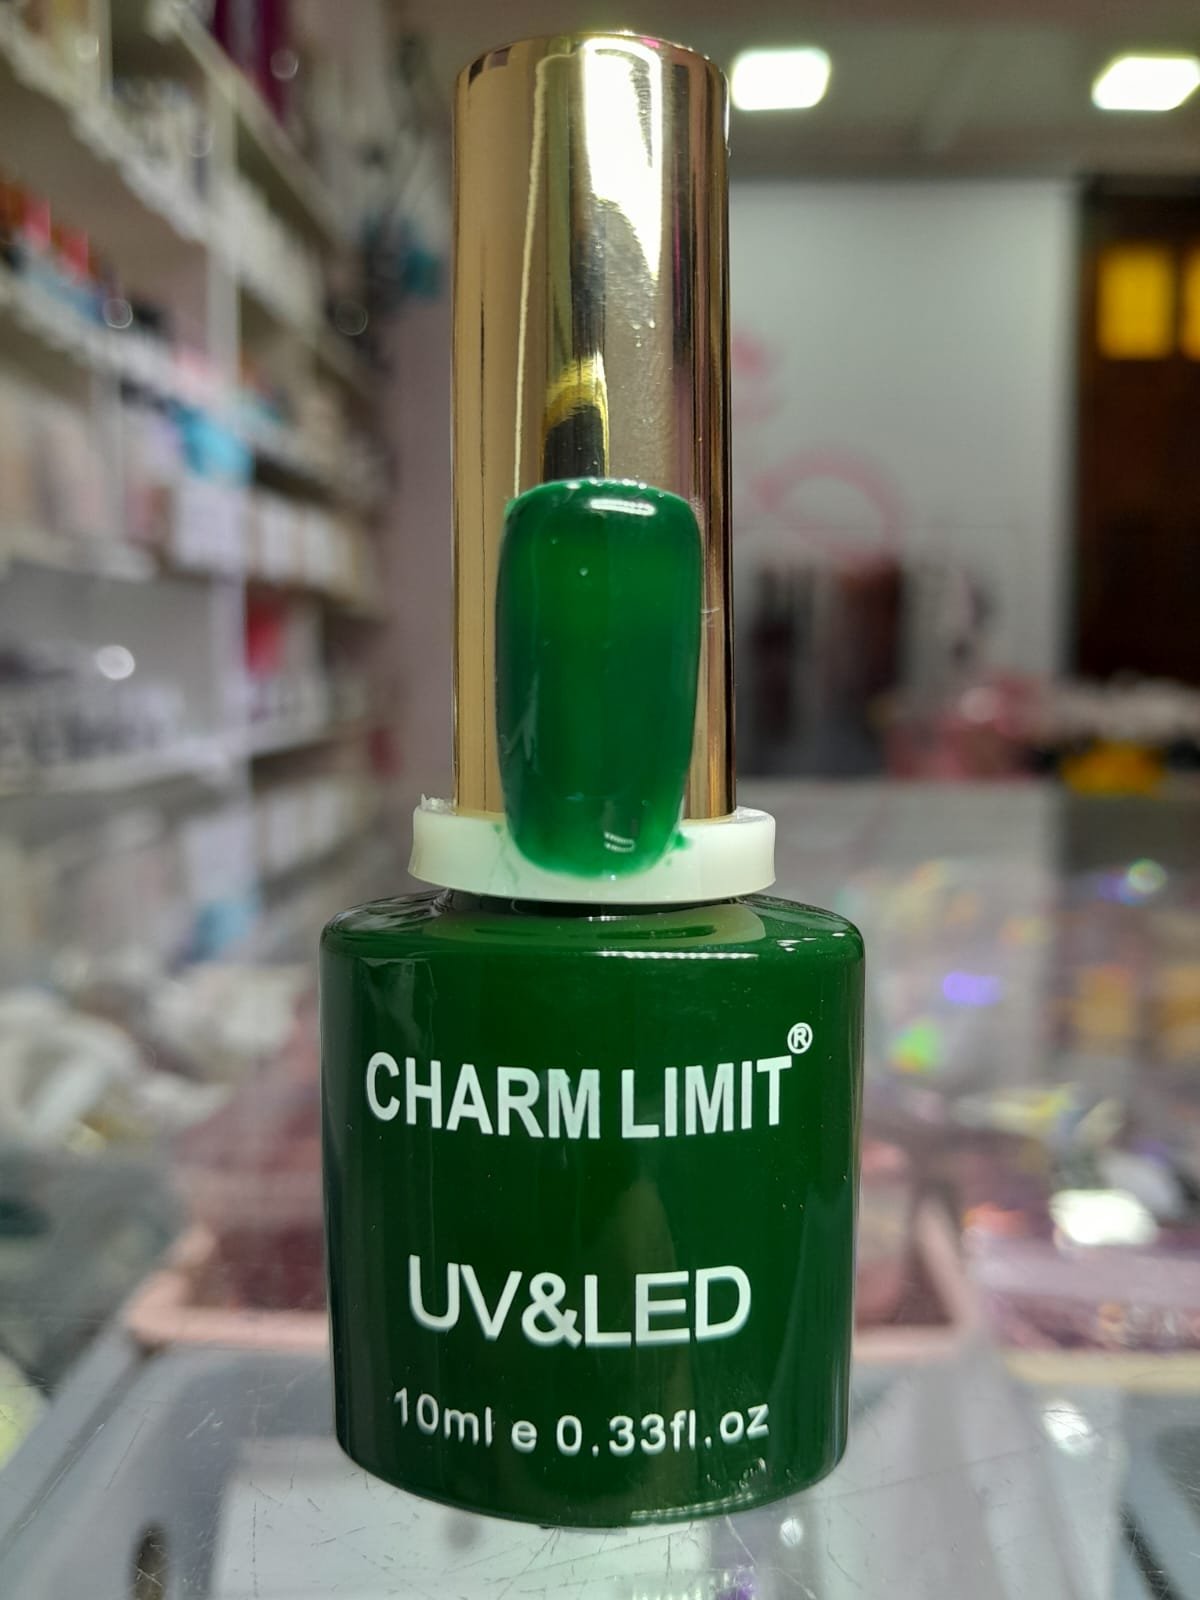 CHARM LIMIT®
UV&LED
10ml e 0.33fl.oz